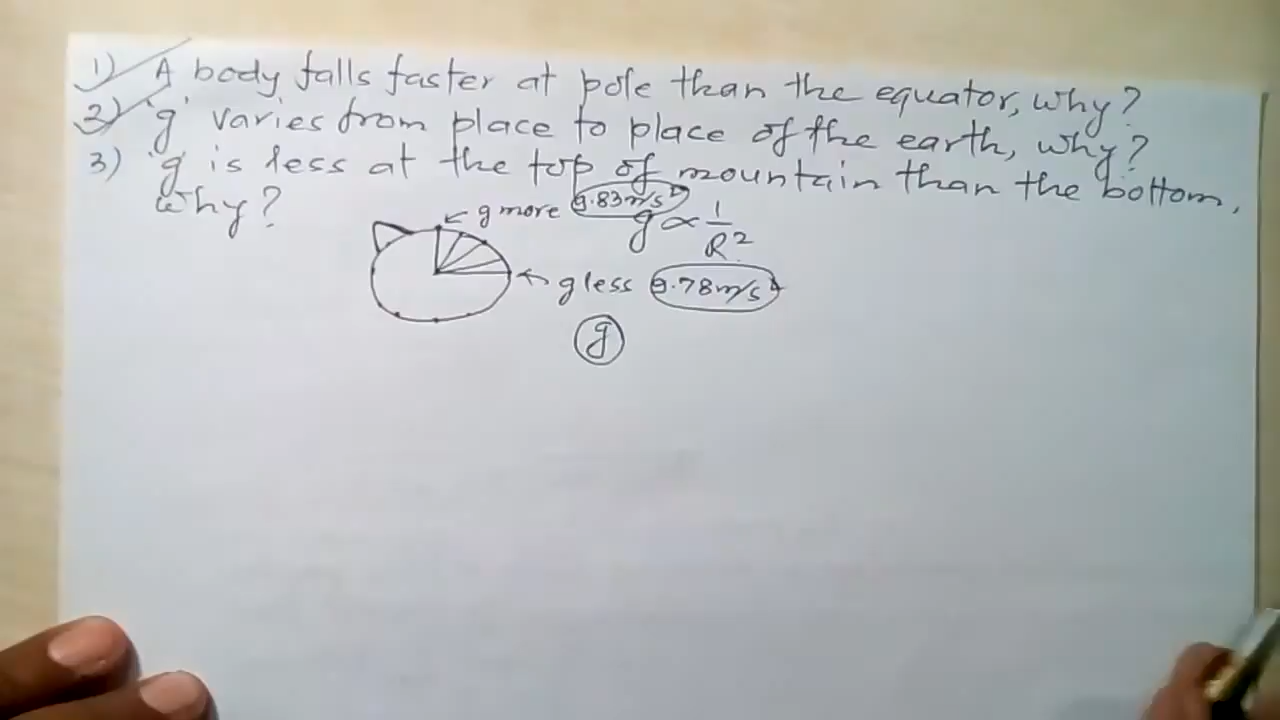 1) A body falls faster at pole than the equator, why?
2) 'g' varies from place to place of the earth, why?
3) 'g' is less at the top of mountain than the bottom,
why?
g more 9.83m/s²
g ∝ 1/R²
g less 9.78m/s²
g